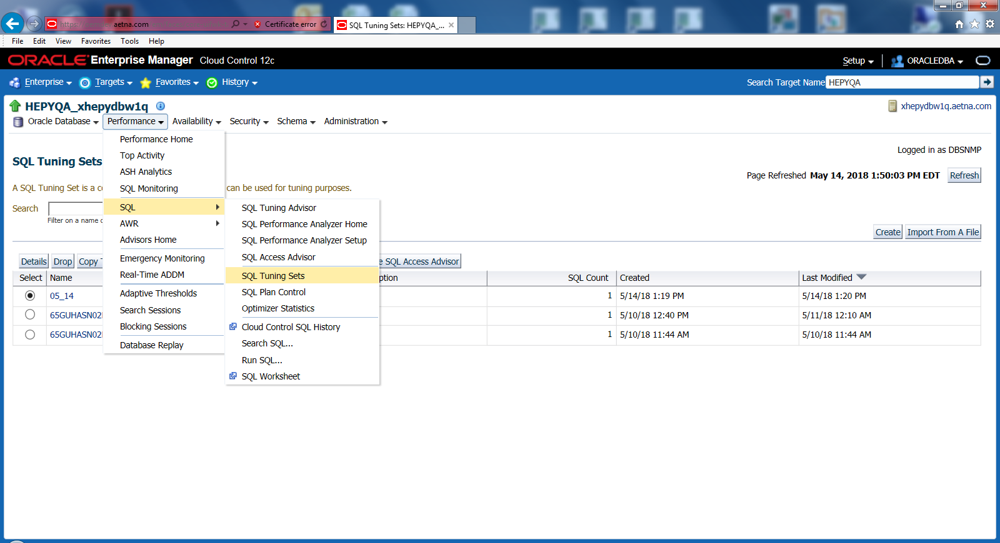 https:// aetna.com Certificate error SQL Tuning Sets: HEPYQA_...
File Edit View Favorites Tools Help
ORACLE Enterprise Manager Cloud Control 12c Setup ORACLEDBA
Enterprise Targets Favorites History Search Target Name HEPYQA
HEPYQA_xhepydbw1q xhepydbw1q.aetna.com
Oracle Database Performance Availability Security Schema Administration
Performance Home
Top Activity
ASH Analytics
SQL Monitoring
SQL
AWR
Advisors Home
Emergency Monitoring
Real-Time ADDM
Adaptive Thresholds
Search Sessions
Blocking Sessions
Database Replay
SQL Tuning Advisor
SQL Performance Analyzer Home
SQL Performance Analyzer Setup
SQL Access Advisor
SQL Tuning Sets
SQL Plan Control
Optimizer Statistics
Cloud Control SQL History
Search SQL...
Run SQL...
SQL Worksheet
Logged in as DBSNMP
SQL Tuning Sets
Page Refreshed May 14, 2018 1:50:03 PM EDT Refresh
A SQL Tuning Set is a can be used for tuning purposes.
Search
Filter on a name
Create Import From A File
Details Drop Copy SQL Access Advisor
Select Name SQL Count Created Last Modified
05_14 1 5/14/18 1:19 PM 5/14/18 1:20 PM
65GUHASN02 1 5/10/18 12:40 PM 5/11/18 12:10 AM
65GUHASN02 1 5/10/18 11:44 AM 5/10/18 11:44 AM